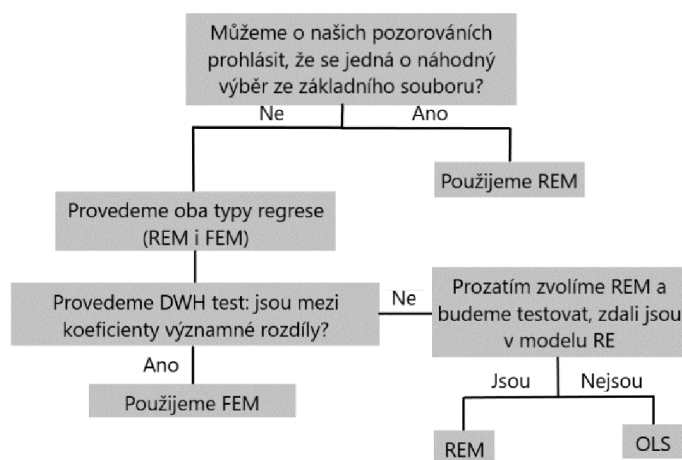 Můžeme o našich pozorováních
prohlásit, že se jedná o náhodný
výběr ze základního souboru?
Ne
Ano
Použijeme REM
Provedeme oba typy regrese
(REM i FEM)
Provedeme DWH test: jsou mezi
koeficienty významné rozdíly?
Ne
Prozatím zvolíme REM a
budeme testovat, zdali jsou
v modelu RE
Ano
Použijeme FEM
Jsou
Nejsou
REM
OLS